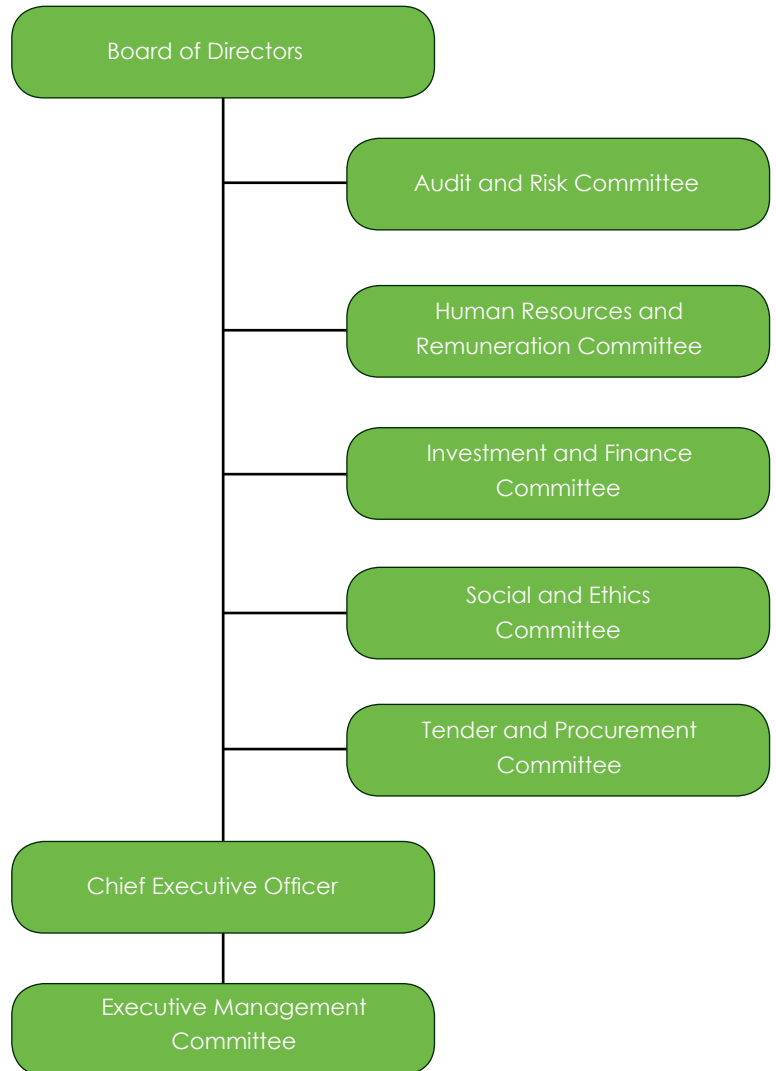 Board of Directors
Audit and Risk Committee
Human Resources and
Remuneration Committee
Investment and Finance
Committee
Social and Ethics
Committee
Tender and Procurement
Committee
Chief Executive Officer
Executive Management
Committee